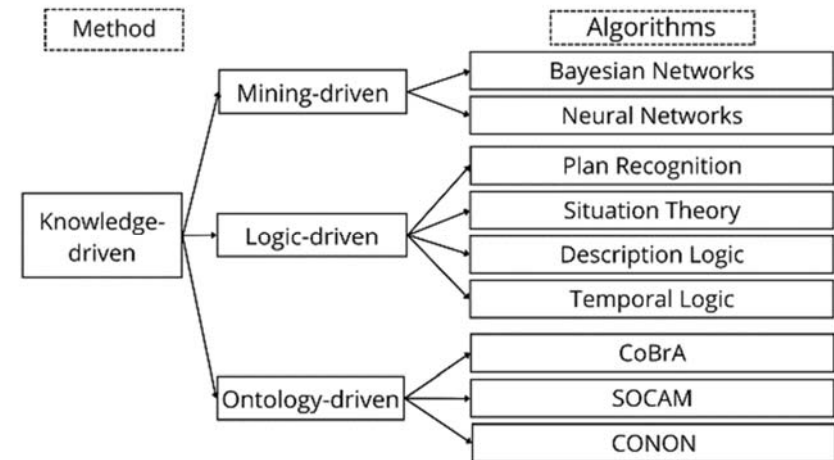 Method
Algorithms
Knowledge-
driven
Mining-driven
Bayesian Networks
Neural Networks
Logic-driven
Plan Recognition
Situation Theory
Description Logic
Temporal Logic
Ontology-driven
CoBrA
SOCAM
CONON